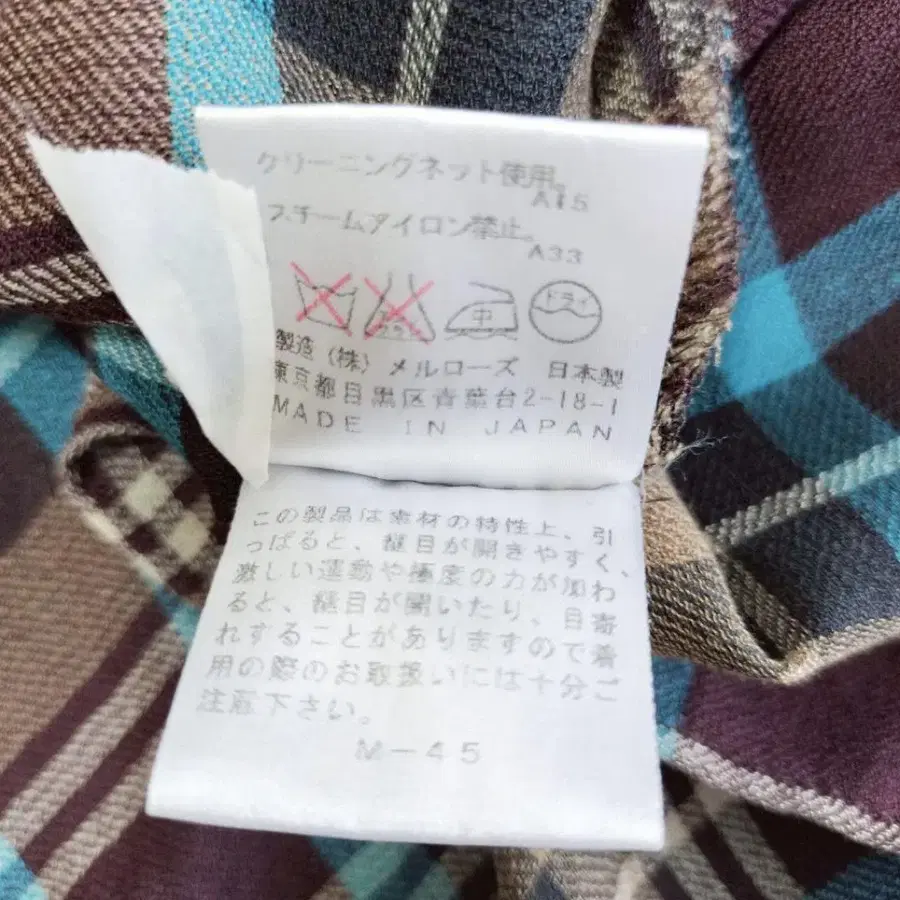 クリーニングネット使用。
A15
スチームアイロン禁止。
A33
中 ドライ
製造 (株) メルローズ 日本製
東京都目黒区青葉台2-18-1
MADE IN JAPAN
この製品は素材の特性上、引
っぱると、縫目が開きやすく、
激しい運動や極度の力が加わ
ると、縫目が開いたり、目寄
れすることがありますので着
用の際のお取扱いには十分ご
注意下さい。
M-45